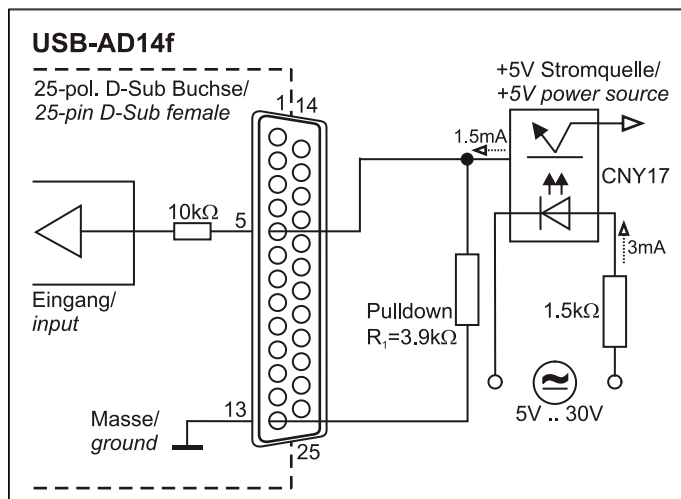 USB-AD14f
25-pol. D-Sub Buchse/
25-pin D-Sub female
1
14
+5V Stromquelle/
+5V power source
1.5mA
CNY17
10kΩ
5
3mA
Eingang/
input
Pulldown
R1=3.9kΩ
1.5kΩ
Masse/
ground
13
25
5V .. 30V